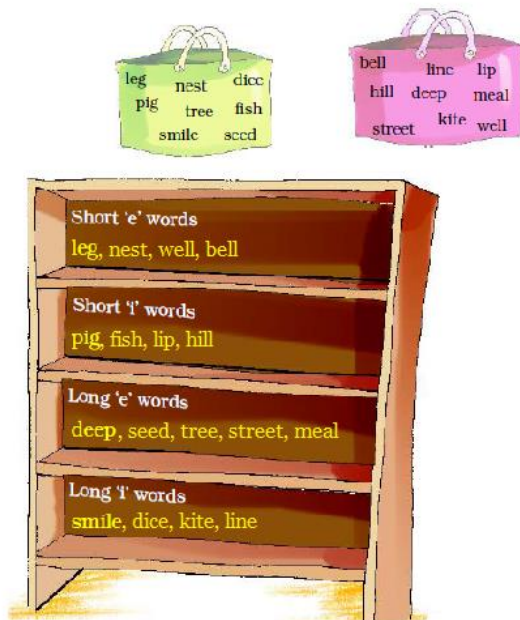 leg nest dice
pig tree fish
smile seed
bell line lip
hill deep meal
street kite well
Short 'e' words
leg, nest, well, bell
Short 'i' words
pig, fish, lip, hill
Long 'e' words
deep, seed, tree, street, meal
Long 'i' words
smile, dice, kite, line